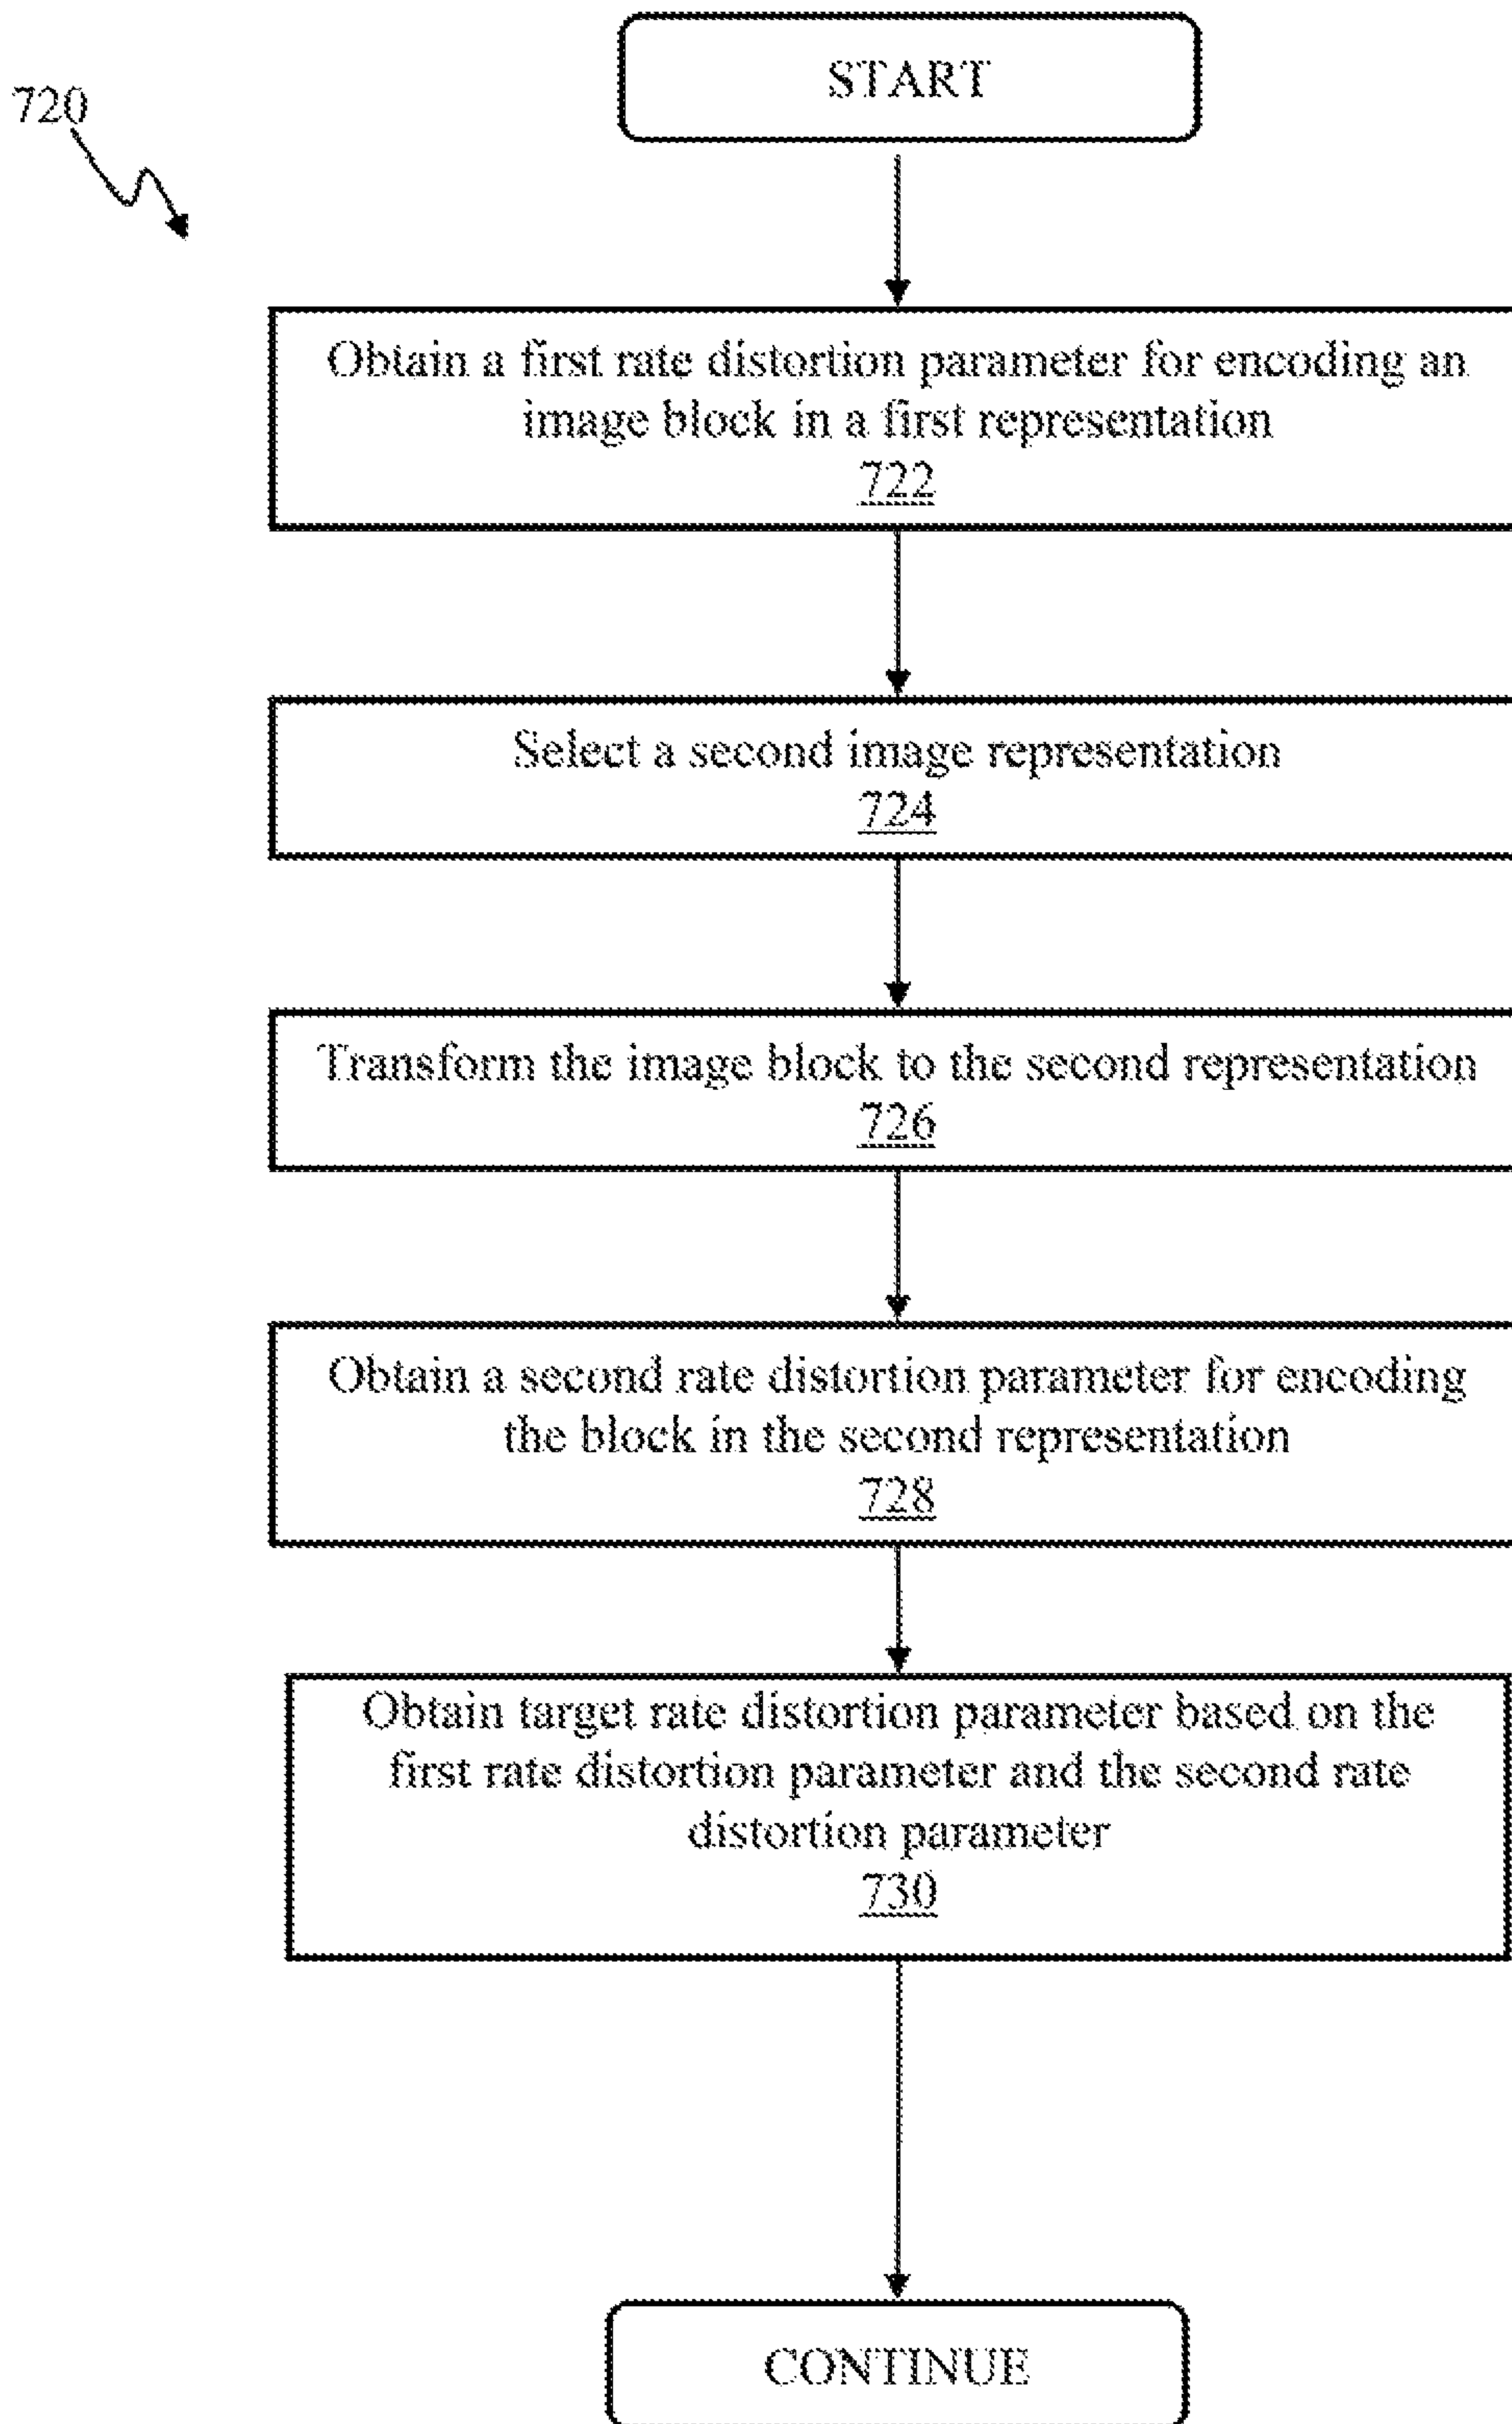 START
720
Obtain a first rate distortion parameter for encoding an
image block in a first representation
722
Select a second image representation
724
Transform the image block to the second representation
726
Obtain a second rate distortion parameter for encoding
the block in the second representation
728
Obtain target rate distortion parameter based on the
first rate distortion parameter and the second rate
distortion parameter
730
CONTINUE